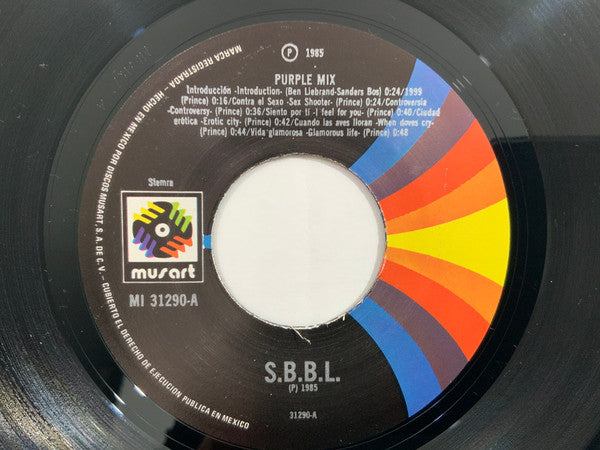 Ⓟ 1985
PURPLE MIX
Introducción -Introduction- (Ben Liebrand-Sanders Bos) 0:24/1999
(Prince) 0:16/Contra el Sexo -Sex Shooter- (Prince) 0:24/Controversia
-Controversy- (Prince) 0:36/Siento por ti -I feel for you- (Prince) 0:40/Ciudad
erótica -Erotic city- (Prince) 0:42/Cuando las aves lloran -When doves cry-
(Prince) 0:44/Vida glamorosa -Glamorous life- (Prince) 0:48
Stemra
musart
MI 31290-A
S.B.B.L.
(P) 1985
31290-A
MARCA REGISTRADA - HECHO EN MEXICO POR DISCOS MUSART, S. A. DE C. V. - CUBIERTO EL DERECHO DE EJECUCION PUBLICA EN MEXICO